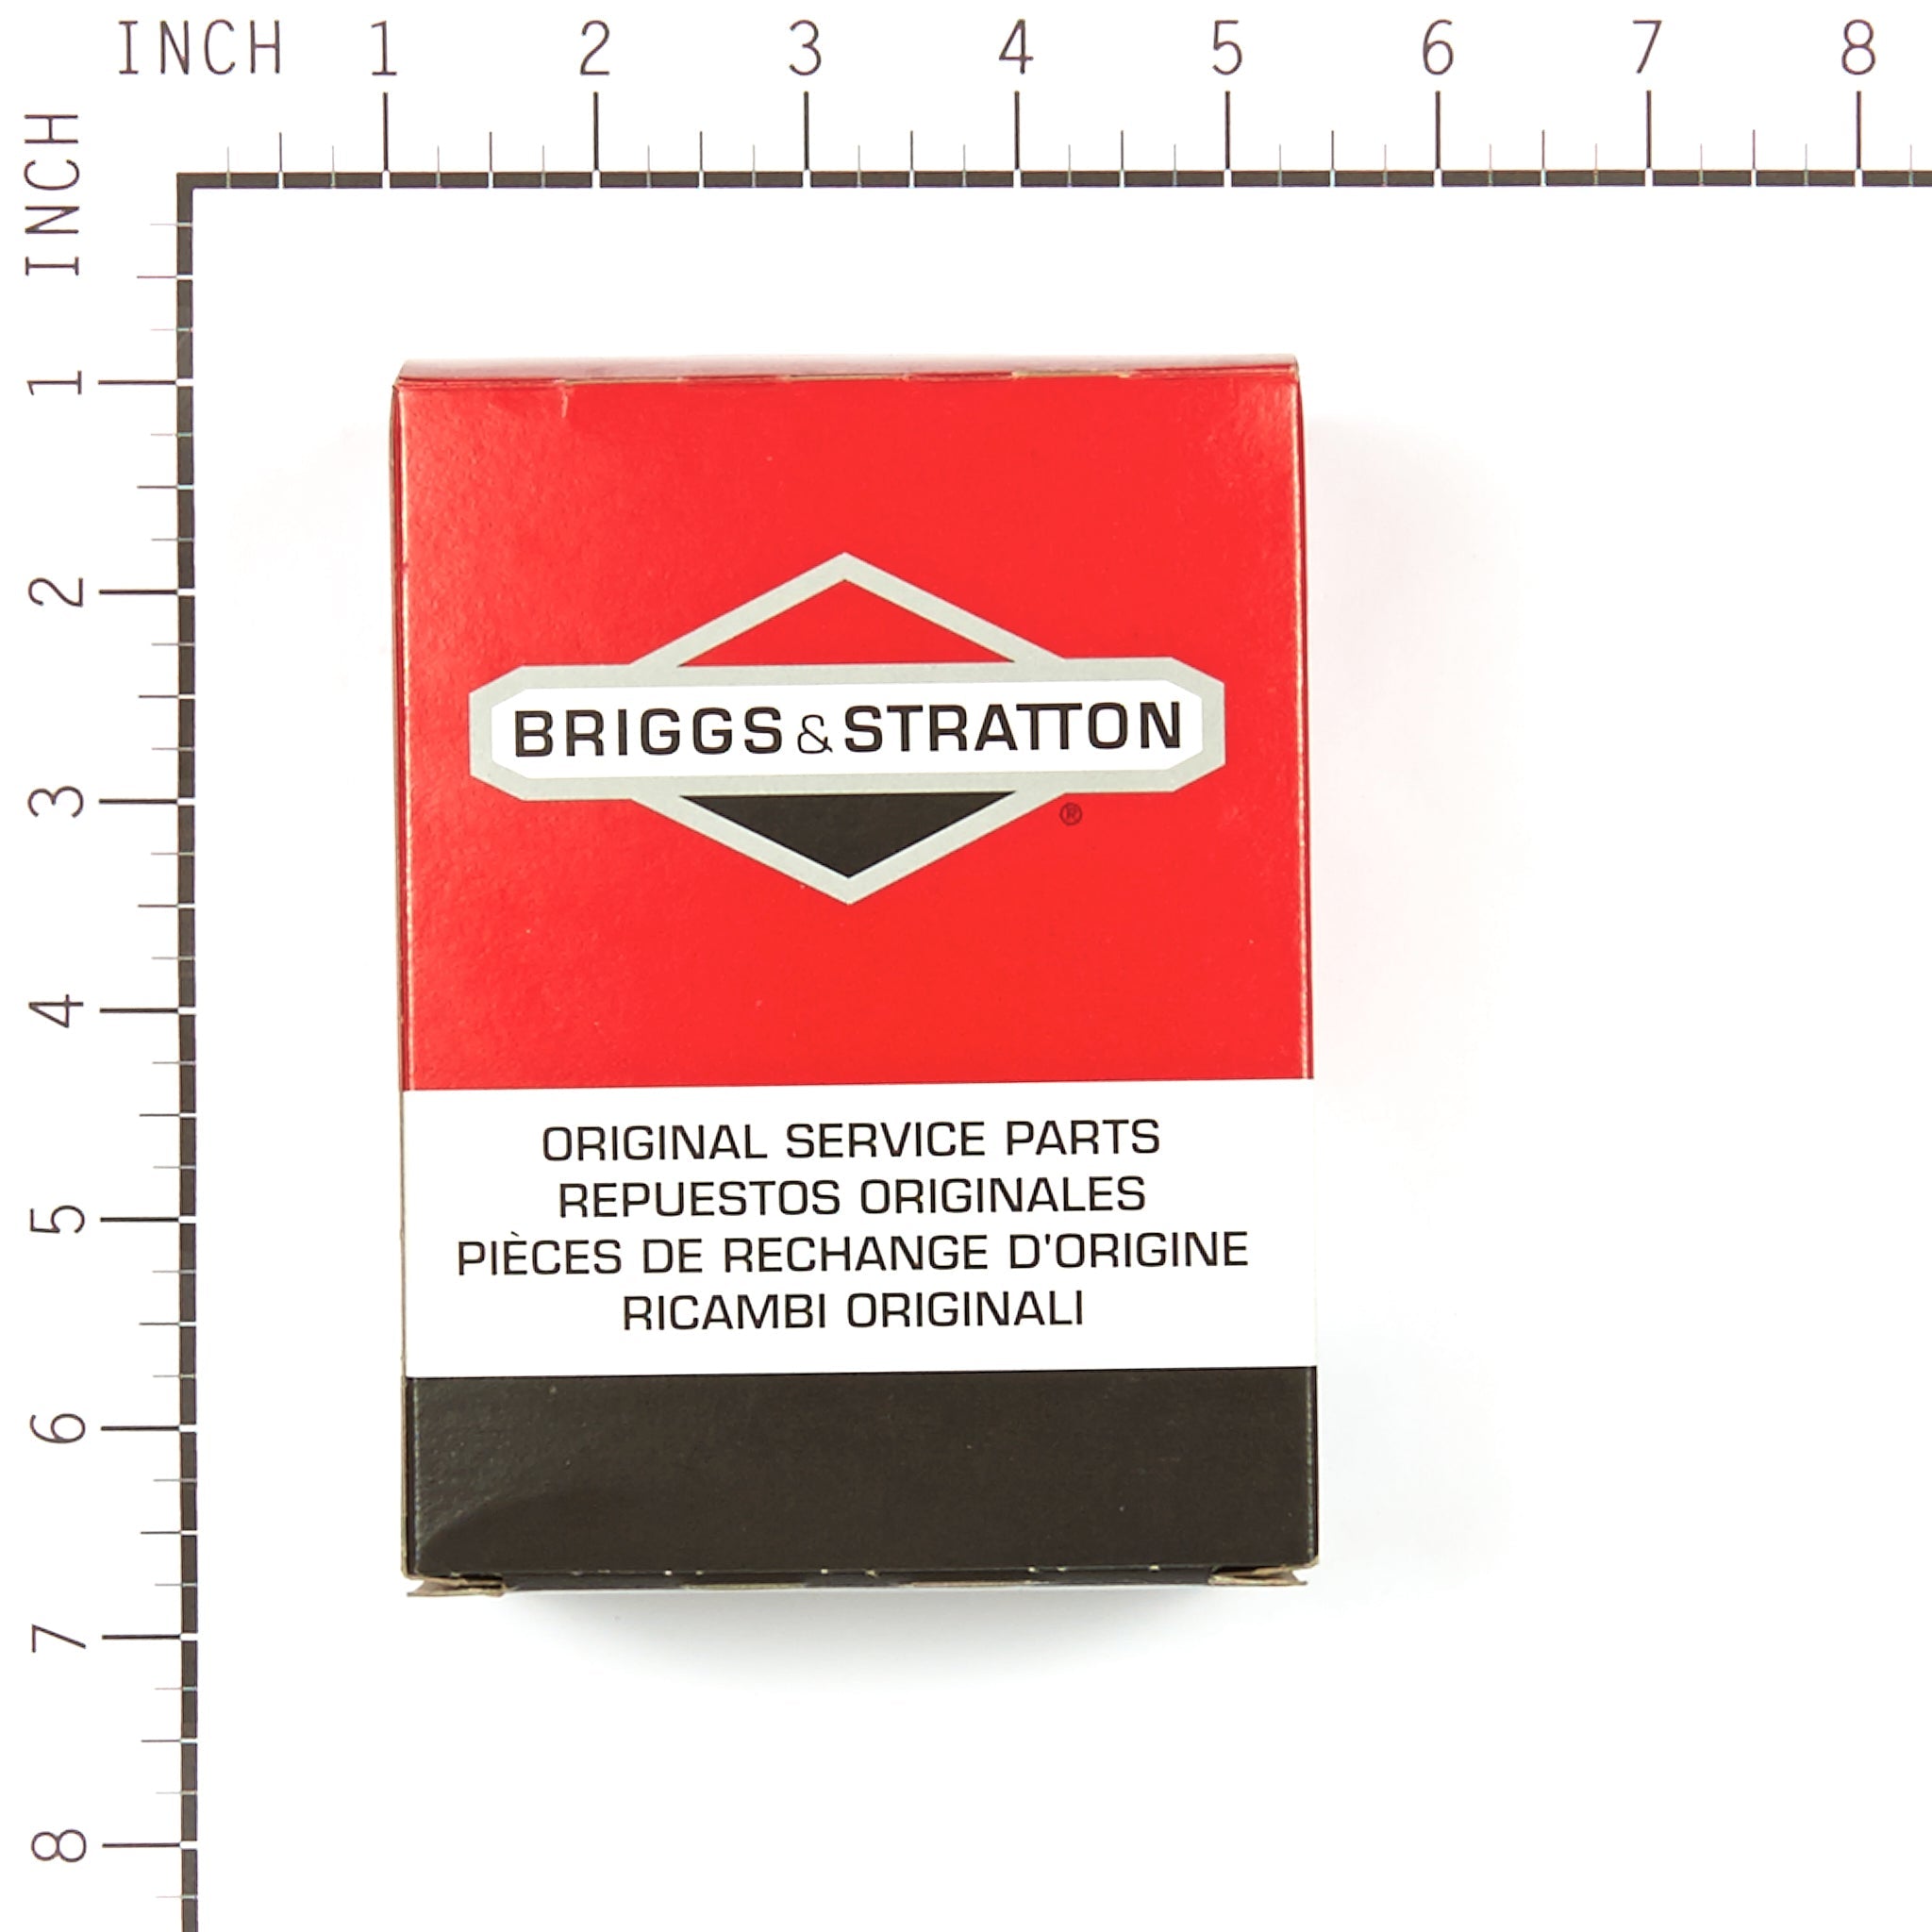 INCH 1 2 3 4 5 6 7 8
INCH 1 2 3 4 5 6 7 8
BRIGGS & STRATTON
®
ORIGINAL SERVICE PARTS
REPUESTOS ORIGINALES
PIÈCES DE RECHANGE D'ORIGINE
RICAMBI ORIGINALI